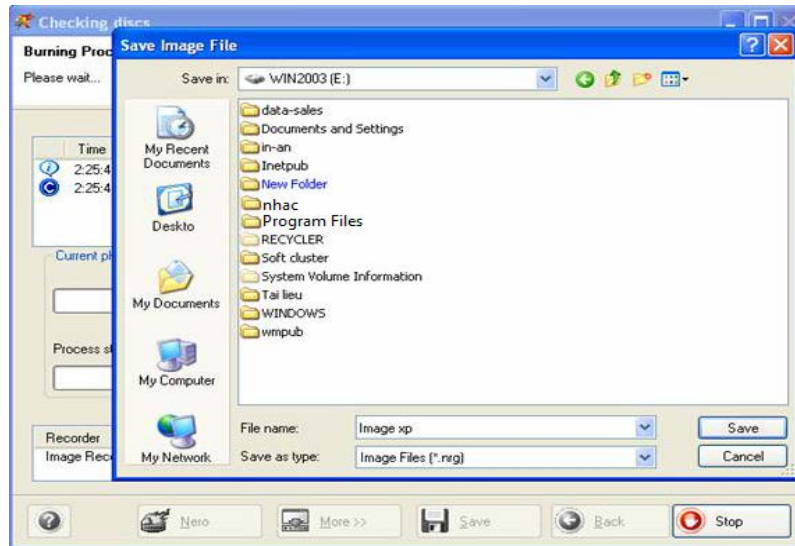 Checking discs
Save Image File
Burning Proc
Please wait...
Save in:
WIN2003 (E:)
My Recent
Documents
Deskto
My Documents
My Computer
My Network
data-sales
Documents and Settings
in-an
Inetpub
New Folder
nhac
Program Files
RECYCLER
Soft cluster
System Volume Information
Tai lieu
WINDOWS
wmpub
Time
2:25:4
2:25:4
Current ph
Process st
Recorder
Image Reco
File name:
Image xp
Save
Save as type:
Image Files (*.nrg)
Cancel
Nero
More >>
Save
Back
Stop